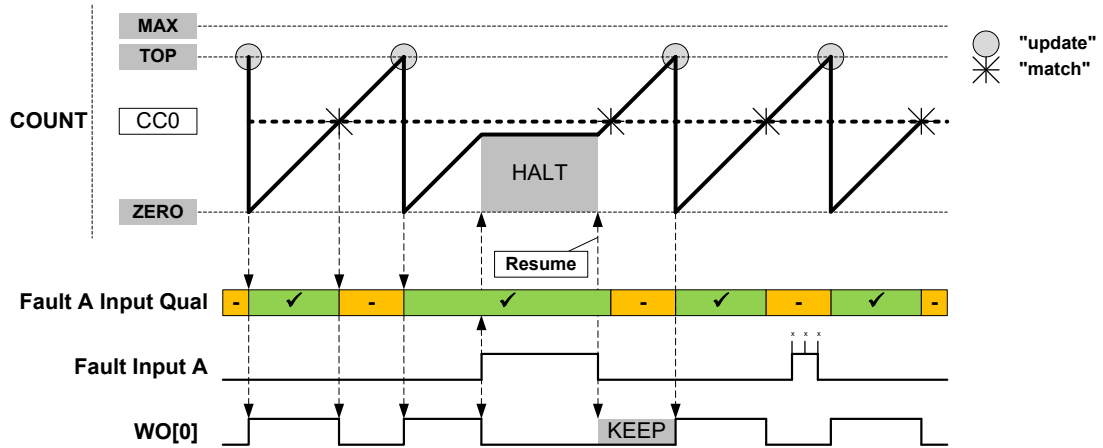 MAX
TOP
"update"
"match"
COUNT
CC0
HALT
ZERO
Resume
Fault A Input Qual
- ✓ - ✓ - ✓ - ✓ -
x x x
Fault Input A
WO[0]
KEEP